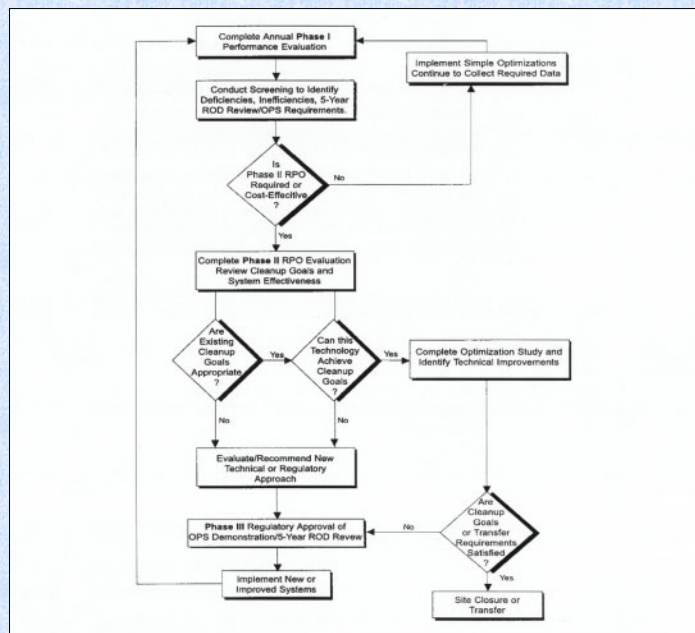 Complete Annual Phase I
Performance Evaluation
Implement Simple Optimizations
Continue to Collect Required Data
Conduct Screening to Identify
Deficiencies, Inefficiencies, 5-Year
ROD Review/OPS Requirements.
Is
Phase II RPO
Required or
Cost-Effecitive
?
No
Yes
Complete Phase II RPO Evaluation
Review Cleanup Goals and
System Effectiveness
Are
Existing
Cleanup
Goals
Appropriate
?
Yes
Can this
Technology
Achieve
Cleanup
Goals
?
Yes
Complete Optimization Study and
Identify Technical Improvements
No
No
Evaluate/Recommend New
Technical or Regulatory
Approach
Phase III Regulatory Approval of
OPS Demonstration/5-Year ROD Revew
No
Are
Cleanup
Goals
or Transfer
Requirements
Satisfied
?
Yes
Implement New or
Improved Systems
Site Closure or
Transfer